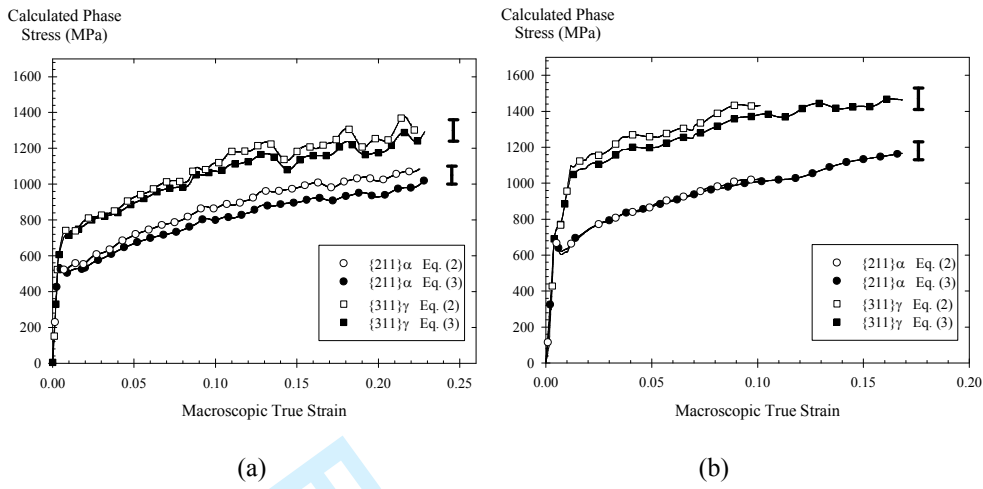 Calculated Phase
Stress (MPa)
1600
1400
1200
1000
800
600
400
200
0
0.00 0.05 0.10 0.15 0.20 0.25
Macroscopic True Strain
{211}α Eq. (2)
{211}α Eq. (3)
{311}γ Eq. (2)
{311}γ Eq. (3)
(a)
Calculated Phase
Stress (MPa)
1600
1400
1200
1000
800
600
400
200
0
0.00 0.05 0.10 0.15 0.20
Macroscopic True Strain
{211}α Eq. (2)
{211}α Eq. (3)
{311}γ Eq. (2)
{311}γ Eq. (3)
(b)